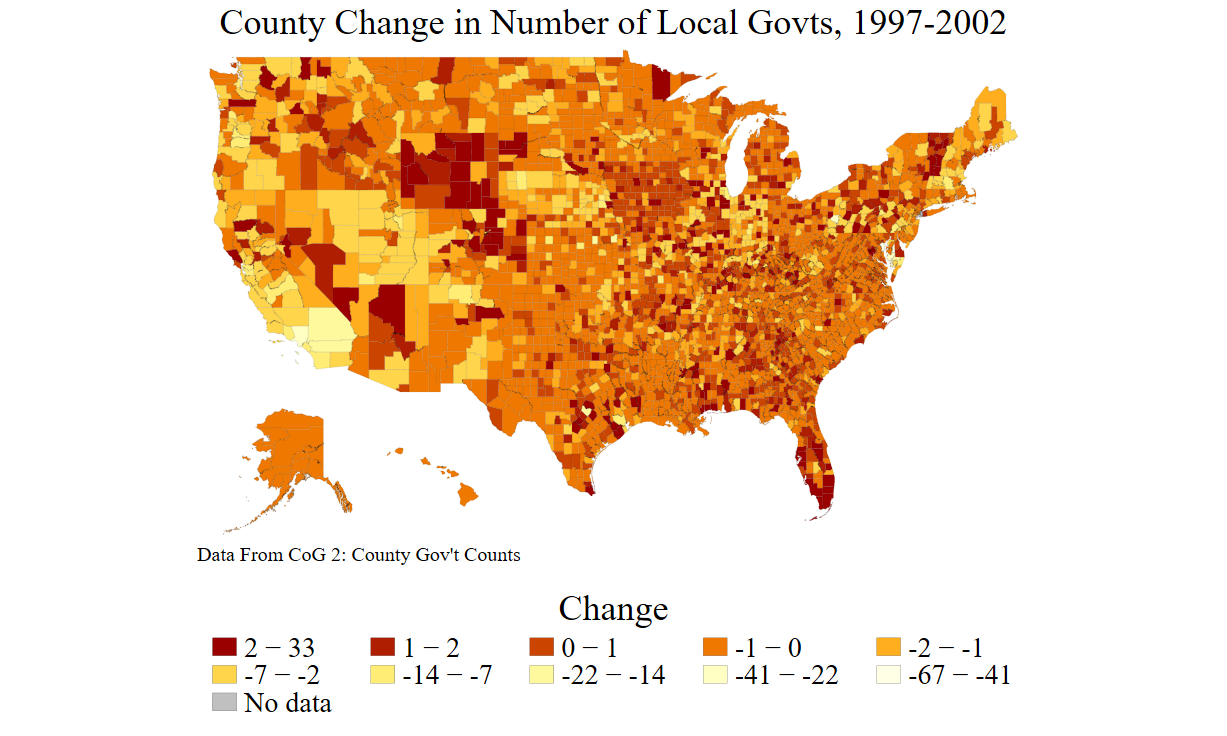 County Change in Number of Local Govts, 1997-2002
Data From CoG 2: County Gov't Counts
Change
2 − 33 1 − 2 0 − 1 -1 − 0 -2 − -1
-7 − -2 -14 − -7 -22 − -14 -41 − -22 -67 − -41
No data